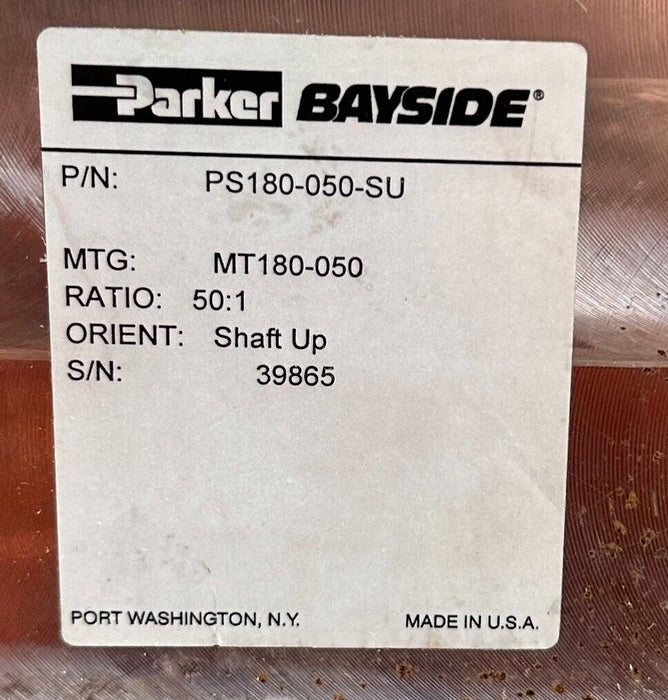 Parker BAYSIDE®
P/N: PS180-050-SU
MTG: MT180-050
RATIO: 50:1
ORIENT: Shaft Up
S/N: 39865
PORT WASHINGTON, N.Y. MADE IN U.S.A.